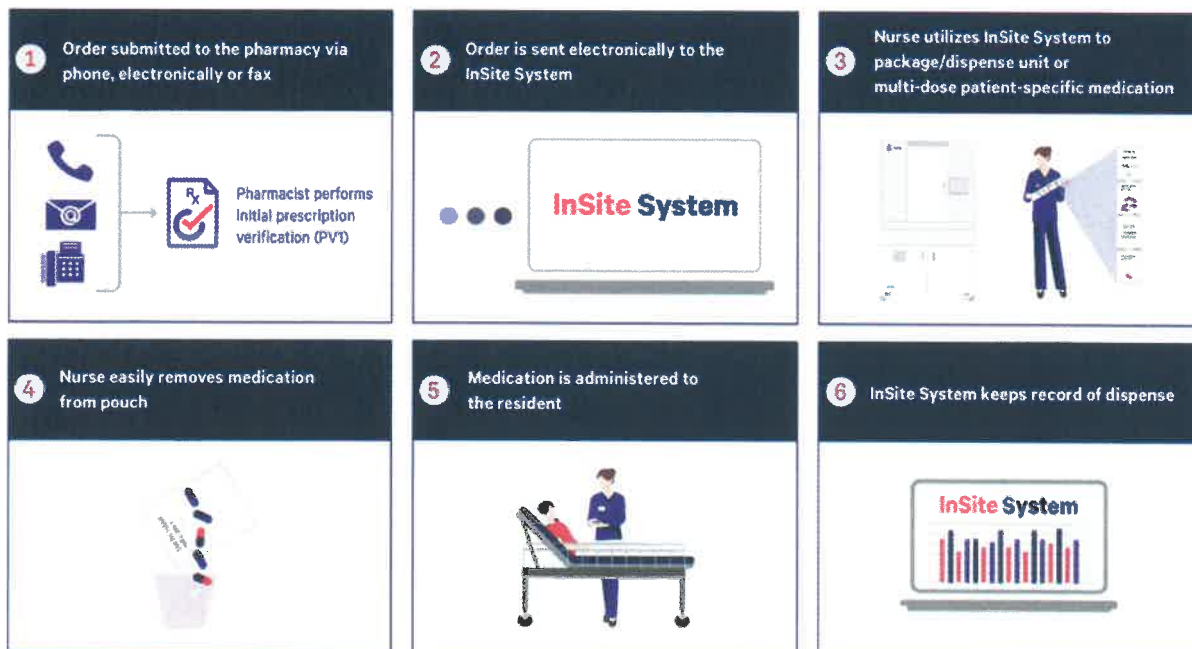 1
Order submitted to the pharmacy via
phone, electronically or fax
Rx
Pharmacist performs
initial prescription
verification (PV1)
2
Order is sent electronically to the
InSite System
InSite System
3
Nurse utilizes InSite System to
package/dispense unit or
multi-dose patient-specific medication
4
Nurse easily removes medication
from pouch
5
Medication is administered to
the resident
6
InSite System keeps record of dispense
InSite System